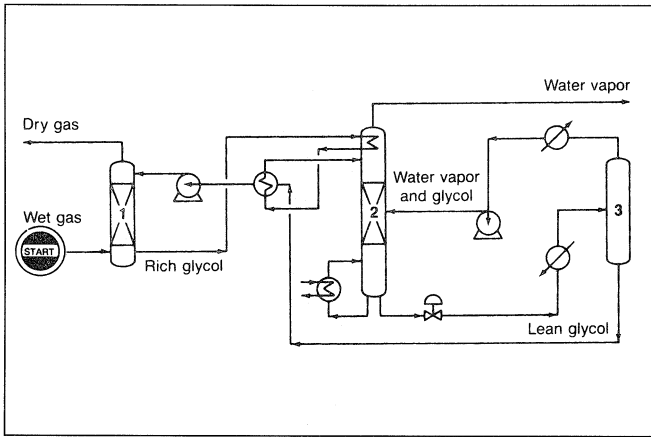 Water vapor
Dry gas
Wet gas
START
1
Rich glycol
2
Water vapor
and glycol
3
Lean glycol